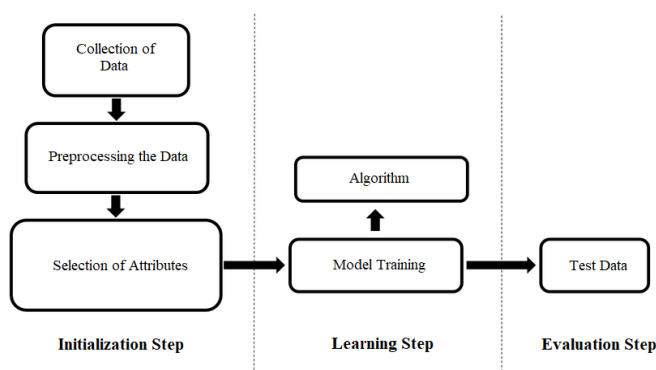 Collection of
Data
Preprocessing the Data
Selection of Attributes
Algorithm
Model Training
Test Data
Initialization Step
Learning Step
Evaluation Step